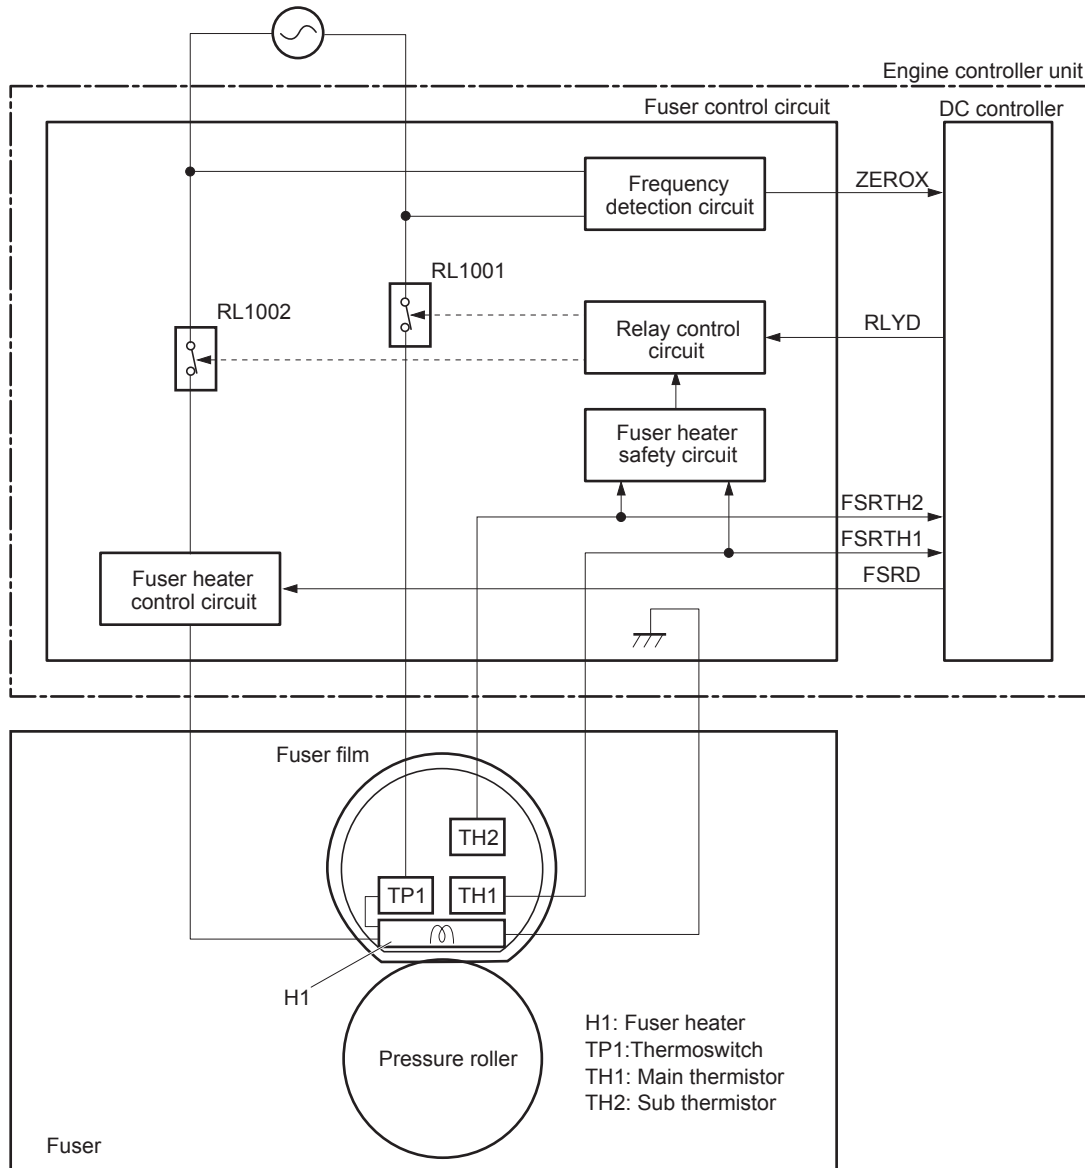 Engine controller unit
Fuser control circuit
DC controller
Frequency
detection circuit
ZEROX
RL1001
RL1002
Relay control
circuit
RLYD
Fuser heater
safety circuit
FSRTH2
FSRTH1
FSRD
Fuser heater
control circuit
Fuser film
TH2
TP1
TH1
H1
Pressure roller
H1: Fuser heater
TP1:Thermoswitch
TH1: Main thermistor
TH2: Sub thermistor
Fuser